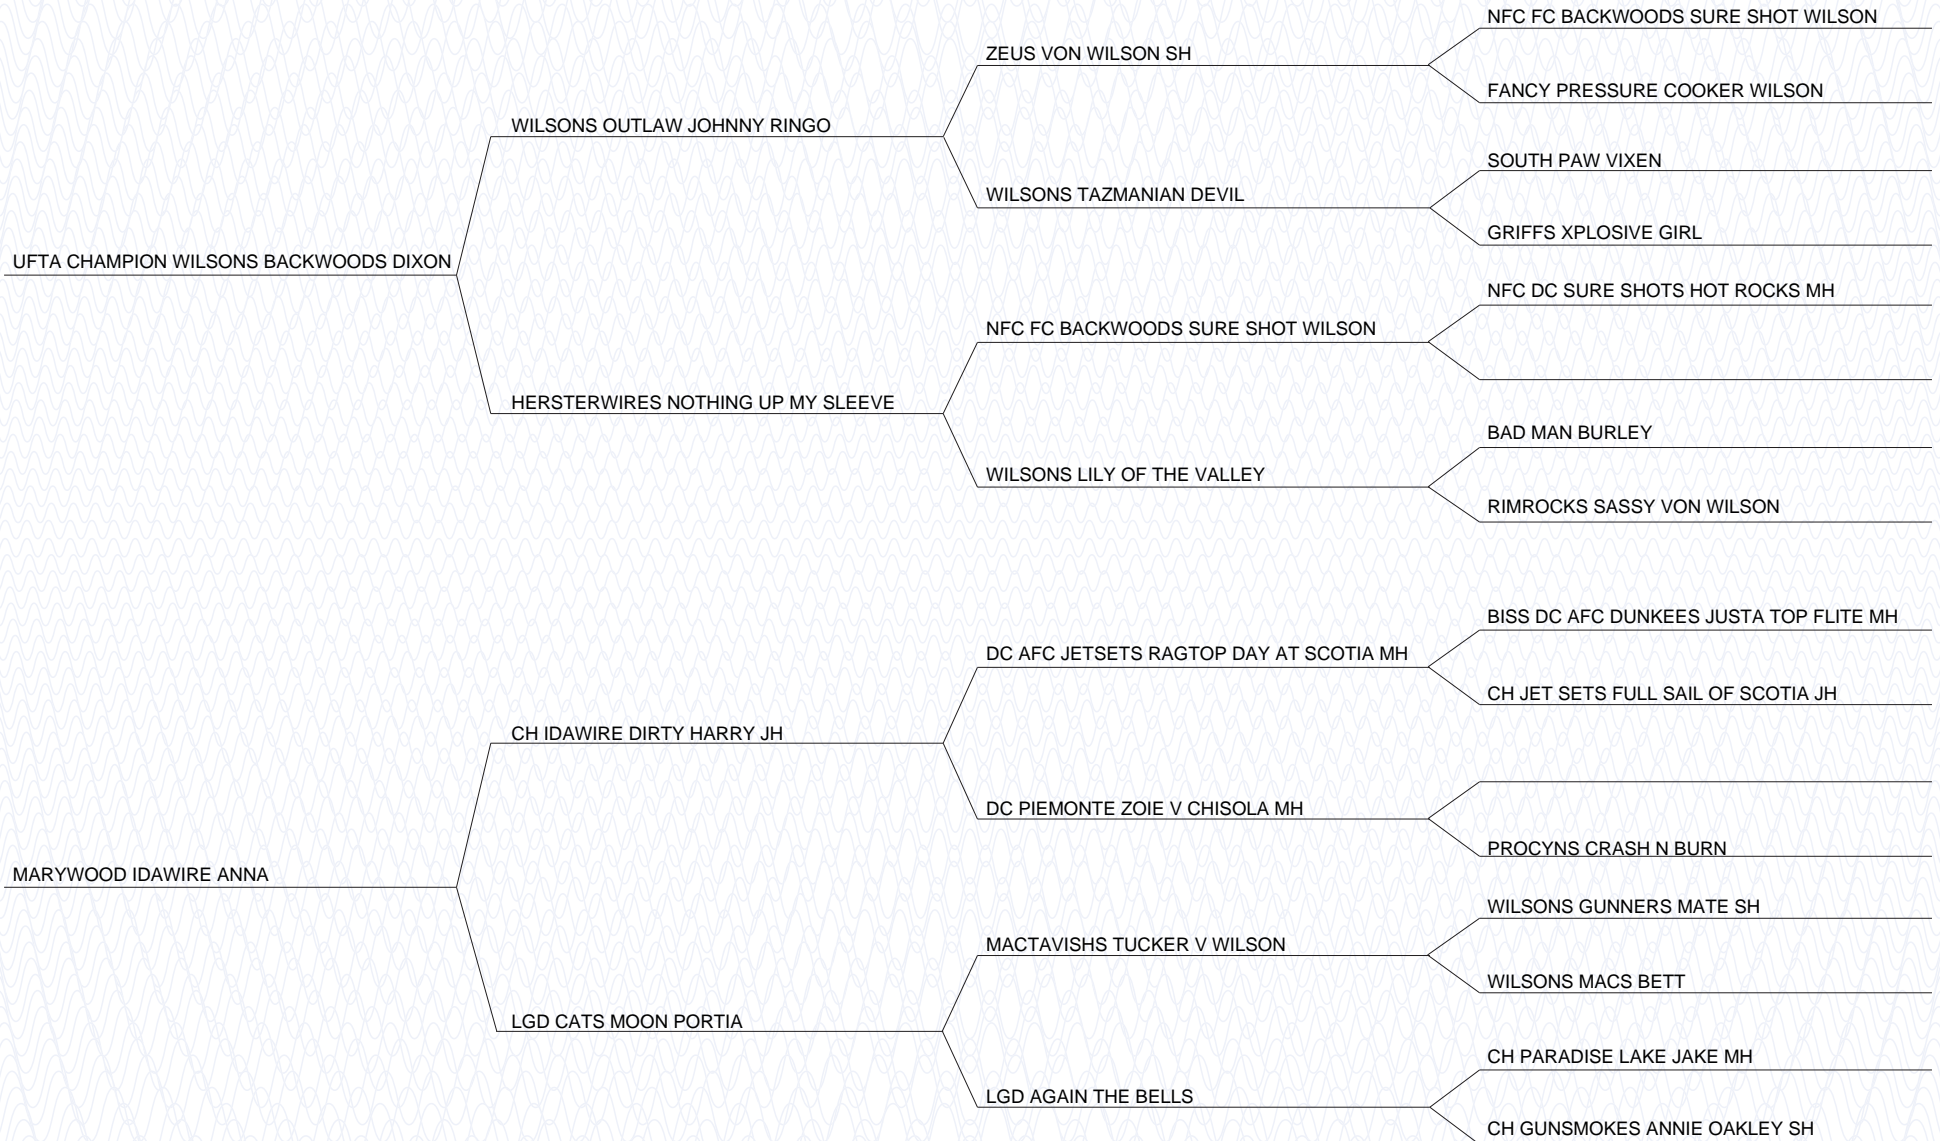 NFC FC BACKWOODS SURE SHOT WILSON
ZEUS VON WILSON SH
FANCY PRESSURE COOKER WILSON
WILSONS OUTLAW JOHNNY RINGO
SOUTH PAW VIXEN
WILSONS TAZMANIAN DEVIL
GRIFFS XPLOSIVE GIRL
UFTA CHAMPION WILSONS BACKWOODS DIXON
NFC DC SURE SHOTS HOT ROCKS MH
NFC FC BACKWOODS SURE SHOT WILSON
HERSTERWIRES NOTHING UP MY SLEEVE
BAD MAN BURLEY
WILSONS LILY OF THE VALLEY
RIMROCKS SASSY VON WILSON
BISS DC AFC DUNKEES JUSTA TOP FLITE MH
DC AFC JETSETS RAGTOP DAY AT SCOTIA MH
CH JET SETS FULL SAIL OF SCOTIA JH
CH IDAWIRE DIRTY HARRY JH
DC PIEMONTE ZOIE V CHISOLA MH
PROCYNS CRASH N BURN
MARYWOOD IDAWIRE ANNA
WILSONS GUNNERS MATE SH
MACTAVISHS TUCKER V WILSON
WILSONS MACS BETT
LGD CATS MOON PORTIA
CH PARADISE LAKE JAKE MH
LGD AGAIN THE BELLS
CH GUNSMOKES ANNIE OAKLEY SH